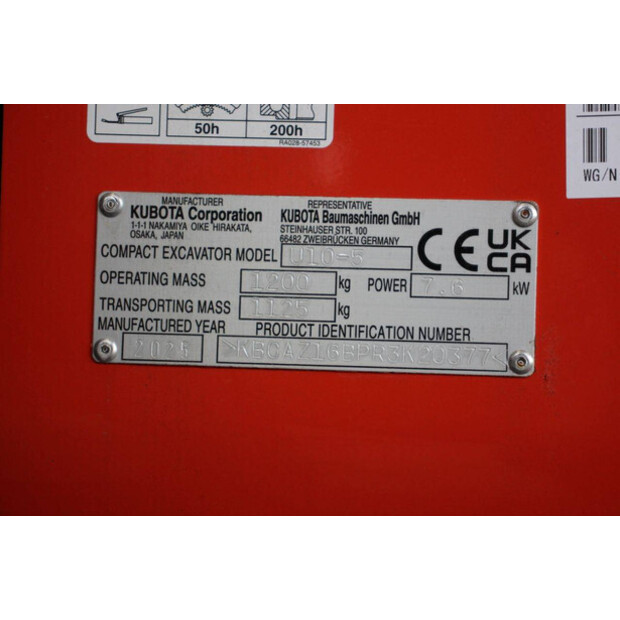 50h 200h
RA028-57453
WG/N
MANUFACTURER
KUBOTA Corporation
1-1-1 NAKAMIYA OIKE HIRAKATA,
OSAKA, JAPAN
REPRESENTATIVE
KUBOTA Baumaschinen GmbH
STEINHAUSER STR. 100
66482 ZWEIBRÜCKEN GERMANY
CE UK CA
COMPACT EXCAVATOR MODEL U10-5
OPERATING MASS 1200 kg POWER 7.6 kW
TRANSPORTING MASS 1125 kg
MANUFACTURED YEAR PRODUCT IDENTIFICATION NUMBER
2025